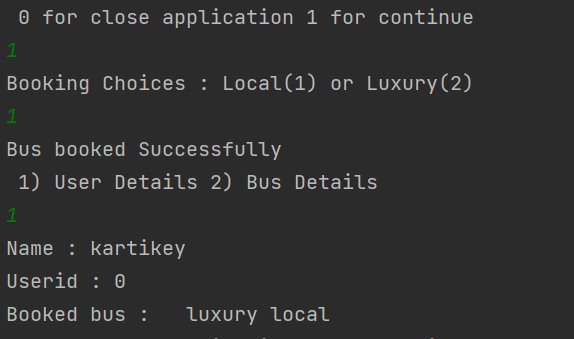 0 for close application 1 for continue
1
Booking Choices : Local(1) or Luxury(2)
1
Bus booked Successfully
1) User Details 2) Bus Details
1
Name : kartikey
Userid : 0
Booked bus :   luxury local